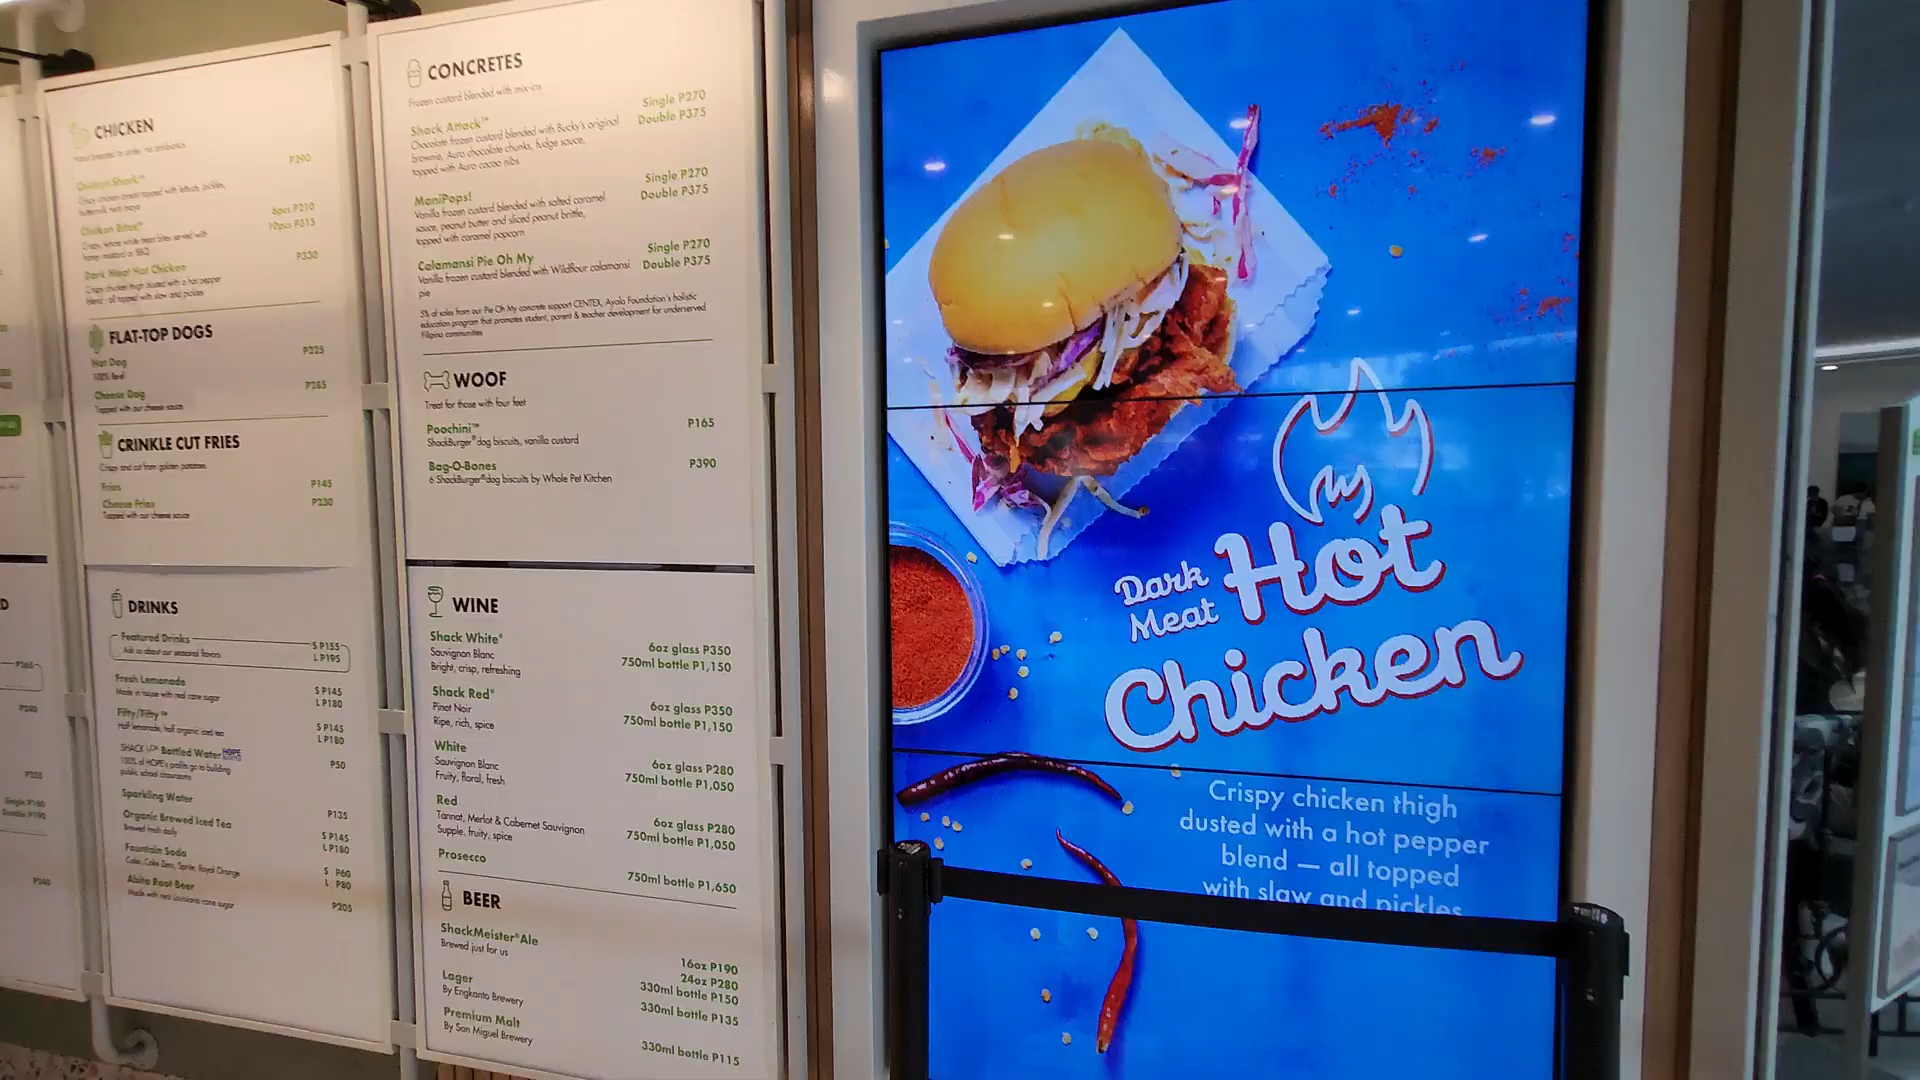 CHICKEN
P290
Chicken Shack™
Crispy chicken breast topped with lettuce, pickles,
buttermilk herb mayo
Chicken Bites™
6pcs P210
10pcs P315
Crispy, whole white meat bites served with
honey mustard or BBQ
Dark Meat Hot Chicken
P330
Crispy chicken thigh dusted with a hot pepper
blend - all topped with slaw and pickles
FLAT-TOP DOGS
Hot Dog P225
100% Beef
Cheese Dog P285
Topped with our cheese sauce
CRINKLE CUT FRIES
Crispy and cut from golden potatoes
Fries P145
Cheese Fries P230
Topped with our cheese sauce
DRINKS
Featured Drinks S P155
Ask us about our seasonal flavors L P195
Fresh Lemonade S P145
Made in house with real cane sugar L P180
Fifty/Fifty™ S P145
Half lemonade, half organic iced tea L P180
Bottled Water HOPE P50
100% of HOPE's profits go to building
public school classrooms
Sparkling Water P135
Organic Brewed Iced Tea S P145
Brewed fresh daily L P180
Fountain Soda S P60
Coke, Coke Zero, Sprite, Royal Orange L P80
Abita Root Beer P205
Made with real Louisiana cane sugar
CONCRETES
Frozen custard blended with mix-ins
Shack Attack™ Single P270
Double P375
Chocolate frozen custard blended with Bucky's original
brownie, Auro chocolate chunks, fudge sauce,
topped with Auro cocoa nibs
ManiPops! Single P270
Double P375
Vanilla frozen custard blended with salted caramel
sauce, peanut butter and sliced peanut brittle,
topped with caramel popcorn
Calamansi Pie Oh My Single P270
Double P375
Vanilla frozen custard blended with Wildflour calamansi
pie
5% of sales from our Pie Oh My concrete support CENTEX, Ayala Foundation's holistic
education program that promotes student, parent & teacher development for underserved
Filipino communities
WOOF
Treat for those with four feet
Poochini™ P165
ShackBurger® dog biscuits, vanilla custard
Bag-O-Bones P390
6 ShackBurger® dog biscuits by Whole Pet Kitchen
WINE
Shack White® 6oz glass P350
Sauvignon Blanc 750ml bottle P1,150
Bright, crisp, refreshing
Shack Red® 6oz glass P350
Pinot Noir 750ml bottle P1,150
Ripe, rich, spice
White 6oz glass P280
Sauvignon Blanc 750ml bottle P1,050
Fruity, floral, fresh
Red 6oz glass P280
Tannat, Merlot & Cabernet Sauvignon 750ml bottle P1,050
Supple, fruity, spice
Prosecco 750ml bottle P1,650
BEER
ShackMeister® Ale 16oz P190
Brewed just for us 24oz P280
330ml bottle P150
Lager 330ml bottle P135
By Engkanto Brewery
Premium Malt 330ml bottle P115
By San Miguel Brewery
Dark
Meat Hot
Chicken
Crispy chicken thigh
dusted with a hot pepper
blend — all topped
with slaw and pickles